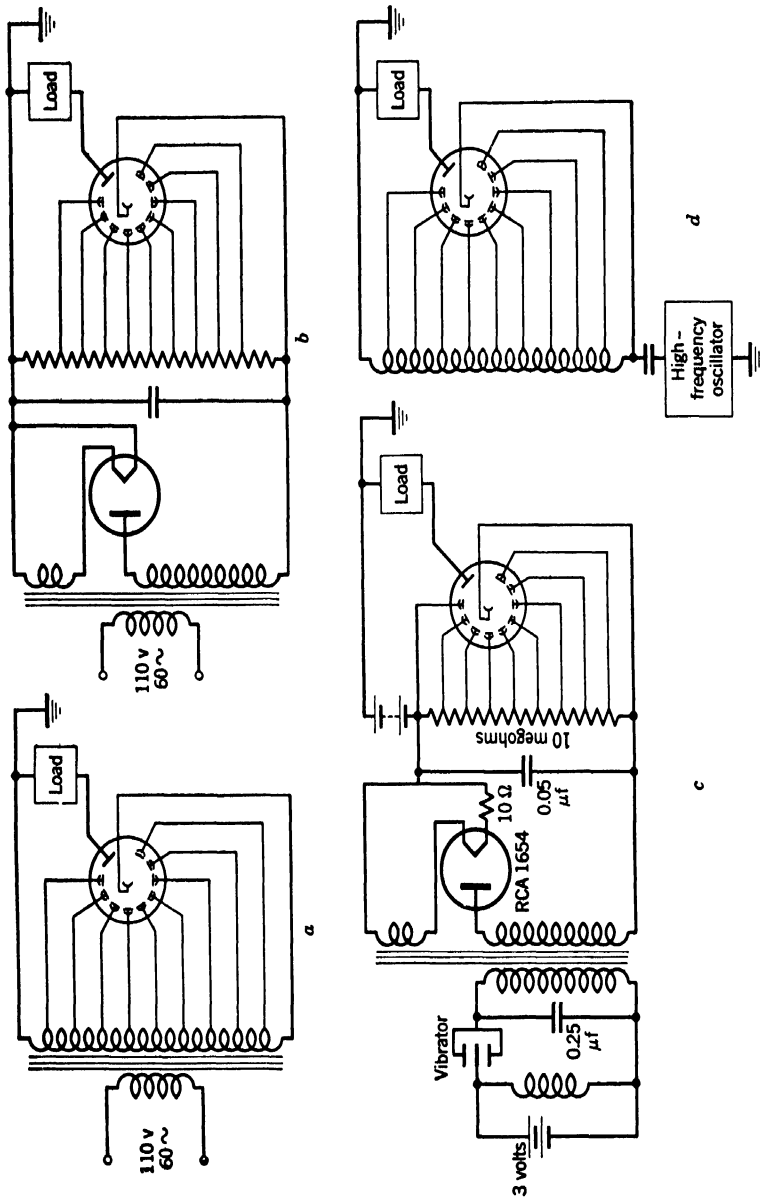 110 v
60 ~
Load
a
110 v
60 ~
Load
b
3 volts
Vibrator
0.25
μf
RCA 1654
10 Ω
0.05
μf
10 megohms
Load
c
Load
High-
frequency
oscillator
d